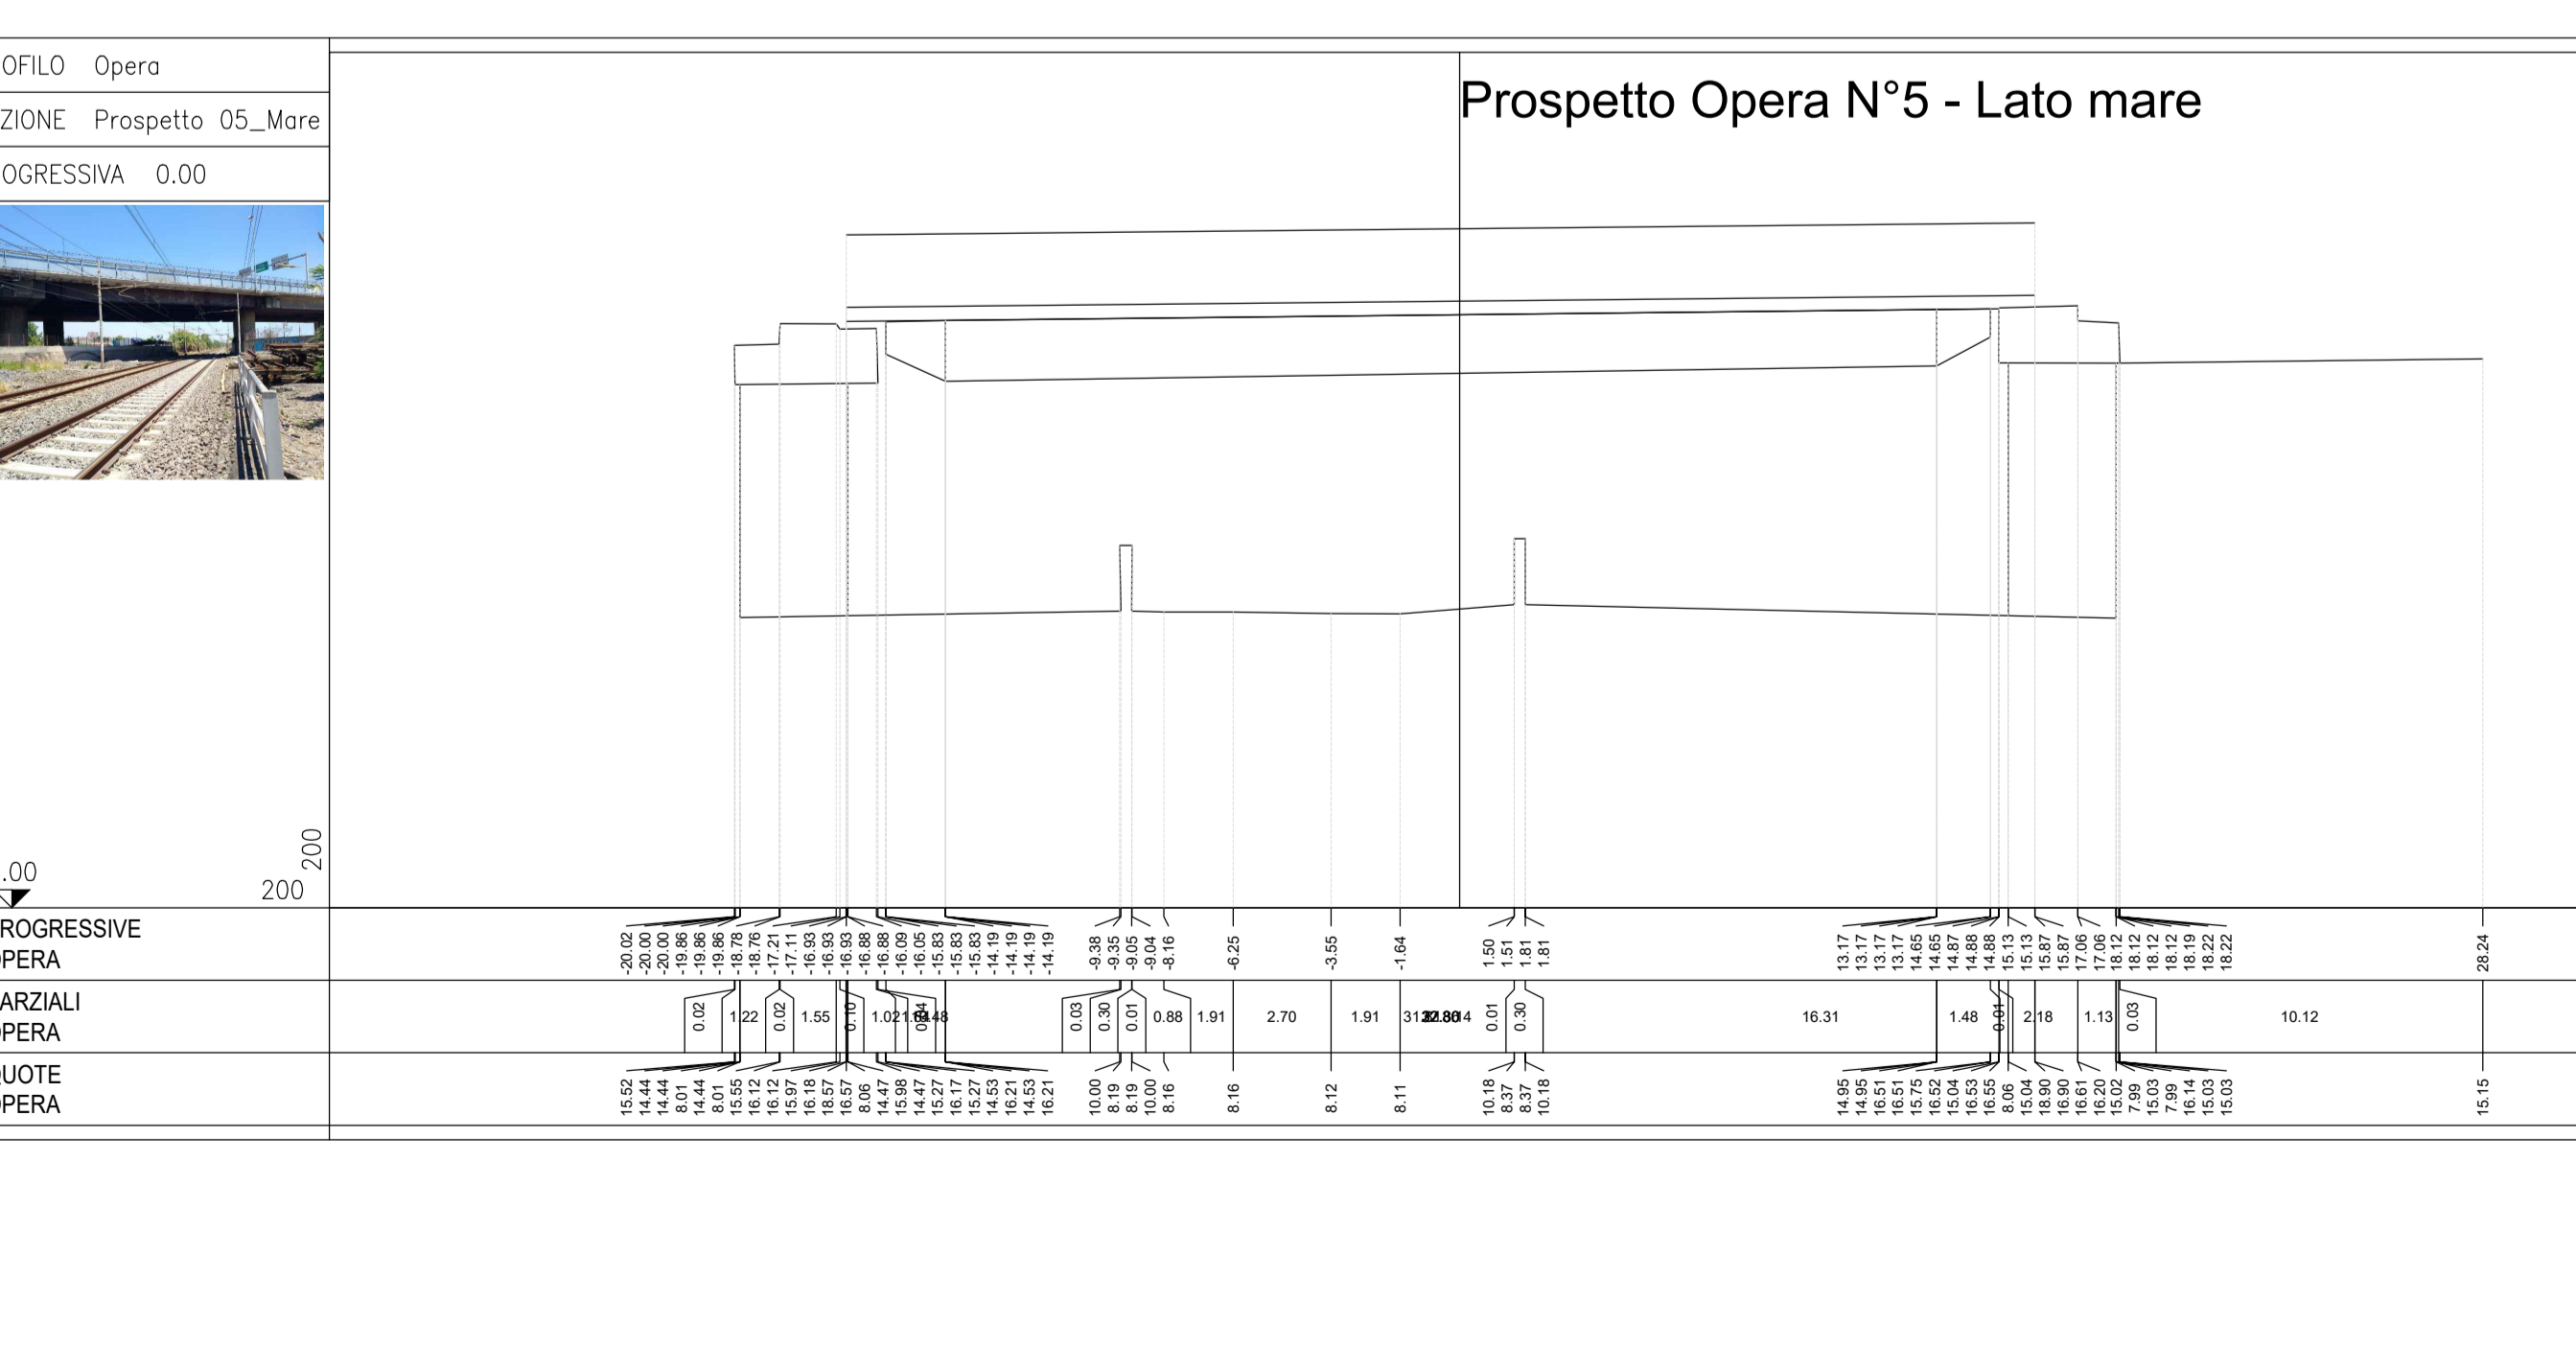 OFILO Opera
ZIONE Prospetto 05_Mare
OGRESSIVA 0.00
Prospetto Opera N°5 - Lato mare
200
.00
200
ROGRESSIVE
PERA
-20.02 -20.00 -20.00 -19.86 -19.86 -19.86 -18.78 -18.76 -17.21 -17.11 -16.93 -16.93 -16.93 -16.88 -16.88 -16.09 -16.05 -15.83 -15.83 -15.83 -14.19 -14.19 -14.19 -14.19 -9.38 -9.35 -9.05 -9.04 -8.16 -6.25 -3.55 -1.64 1.50 1.51 1.81 1.81 13.17 13.17 13.17 13.17 14.65 14.65 14.87 14.88 14.88 15.13 15.13 15.87 15.87 17.06 17.06 18.12 18.12 18.12 18.12 18.19 18.22 18.22 28.24
ARZIALI
PERA
0.02 1.22 0.02 1.55 0.10 1.02 0.03 0.30 0.01 0.88 1.91 2.70 1.91 0.01 0.30 16.31 1.48 0.01 2.18 1.13 0.03 10.12
UOTE
PERA
15.52 14.44 14.44 8.01 14.44 8.01 15.55 16.12 16.12 15.97 16.18 18.57 16.57 8.06 14.47 15.98 14.47 15.27 16.17 15.27 14.53 16.21 14.53 16.21 10.00 8.19 8.19 10.00 8.16 8.16 8.12 8.11 10.18 8.37 8.37 10.18 14.95 14.95 16.51 16.51 15.75 16.52 15.04 16.53 16.55 8.06 15.04 18.90 16.90 16.61 16.20 15.02 7.99 15.03 7.99 16.14 15.03 15.03 15.15